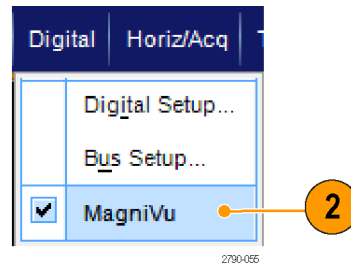 Digital Horiz/Acq
Digital Setup...
Bus Setup...
MagniVu
2
2790-055